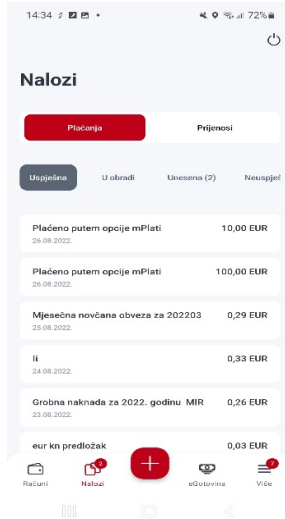 14:34
72%
Nalozi
Plaćanja
Prijenosi
Uspješna
U obradi
Unesena (2)
Neuspješ
Plaćeno putem opcije mPlati
10,00 EUR
26.08.2022.
Plaćeno putem opcije mPlati
100,00 EUR
26.08.2022.
Mjesečna novčana obveza za 202203
0,29 EUR
25.08.2022.
li
0,33 EUR
24.08.2022.
Grobna naknada za 2022. godinu MIR
0,26 EUR
23.08.2022.
eur kn predložak
0,03 EUR
2
7
Računi
Nalozi
eGutovina
Više